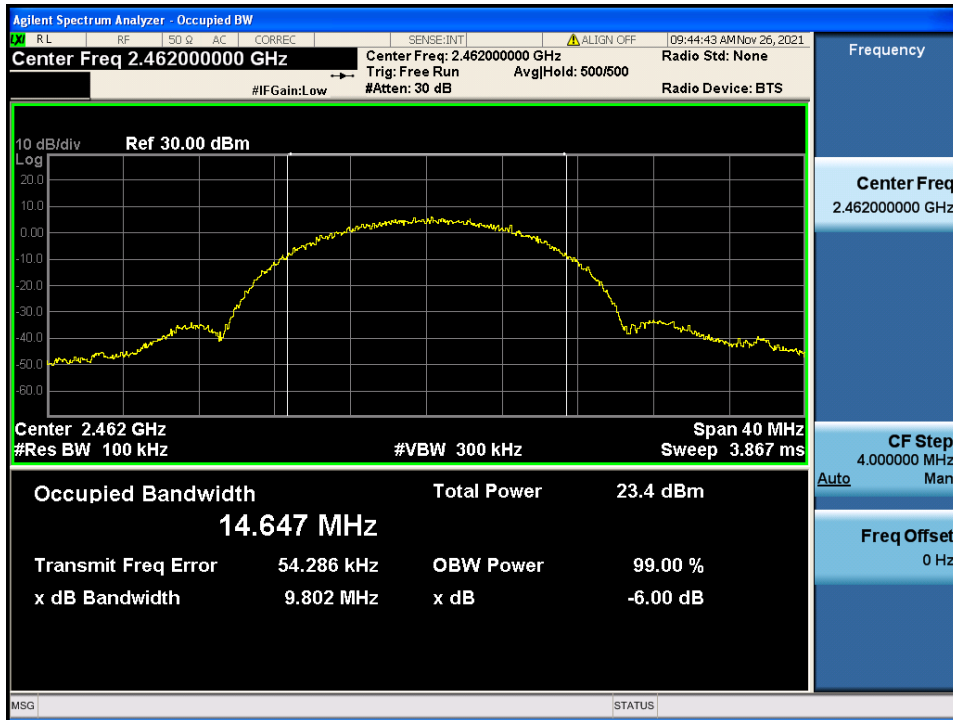 Agilent Spectrum Analyzer - Occupied BW
LXI RL RF 50 Ω AC CORREC SENSE:INT ALIGN OFF 09:44:43 AM Nov 26, 2021
Center Freq 2.462000000 GHz
Center Freq: 2.462000000 GHz
Radio Std: None
Trig: Free Run Avg|Hold: 500/500
#IFGain:Low
#Atten: 30 dB
Radio Device: BTS
10 dB/div Ref 30.00 dBm
Log
20.0
10.0
0.00
-10.0
-20.0
-30.0
-40.0
-50.0
-60.0
Center 2.462 GHz
Span 40 MHz
#Res BW 100 kHz
#VBW 300 kHz
Sweep 3.867 ms
Occupied Bandwidth
14.647 MHz
Total Power 23.4 dBm
Transmit Freq Error 54.286 kHz
OBW Power 99.00 %
x dB Bandwidth 9.802 MHz
x dB -6.00 dB
Frequency
Center Freq
2.462000000 GHz
CF Step
4.000000 MHz
Auto Man
Freq Offset
0 Hz
MSG
STATUS